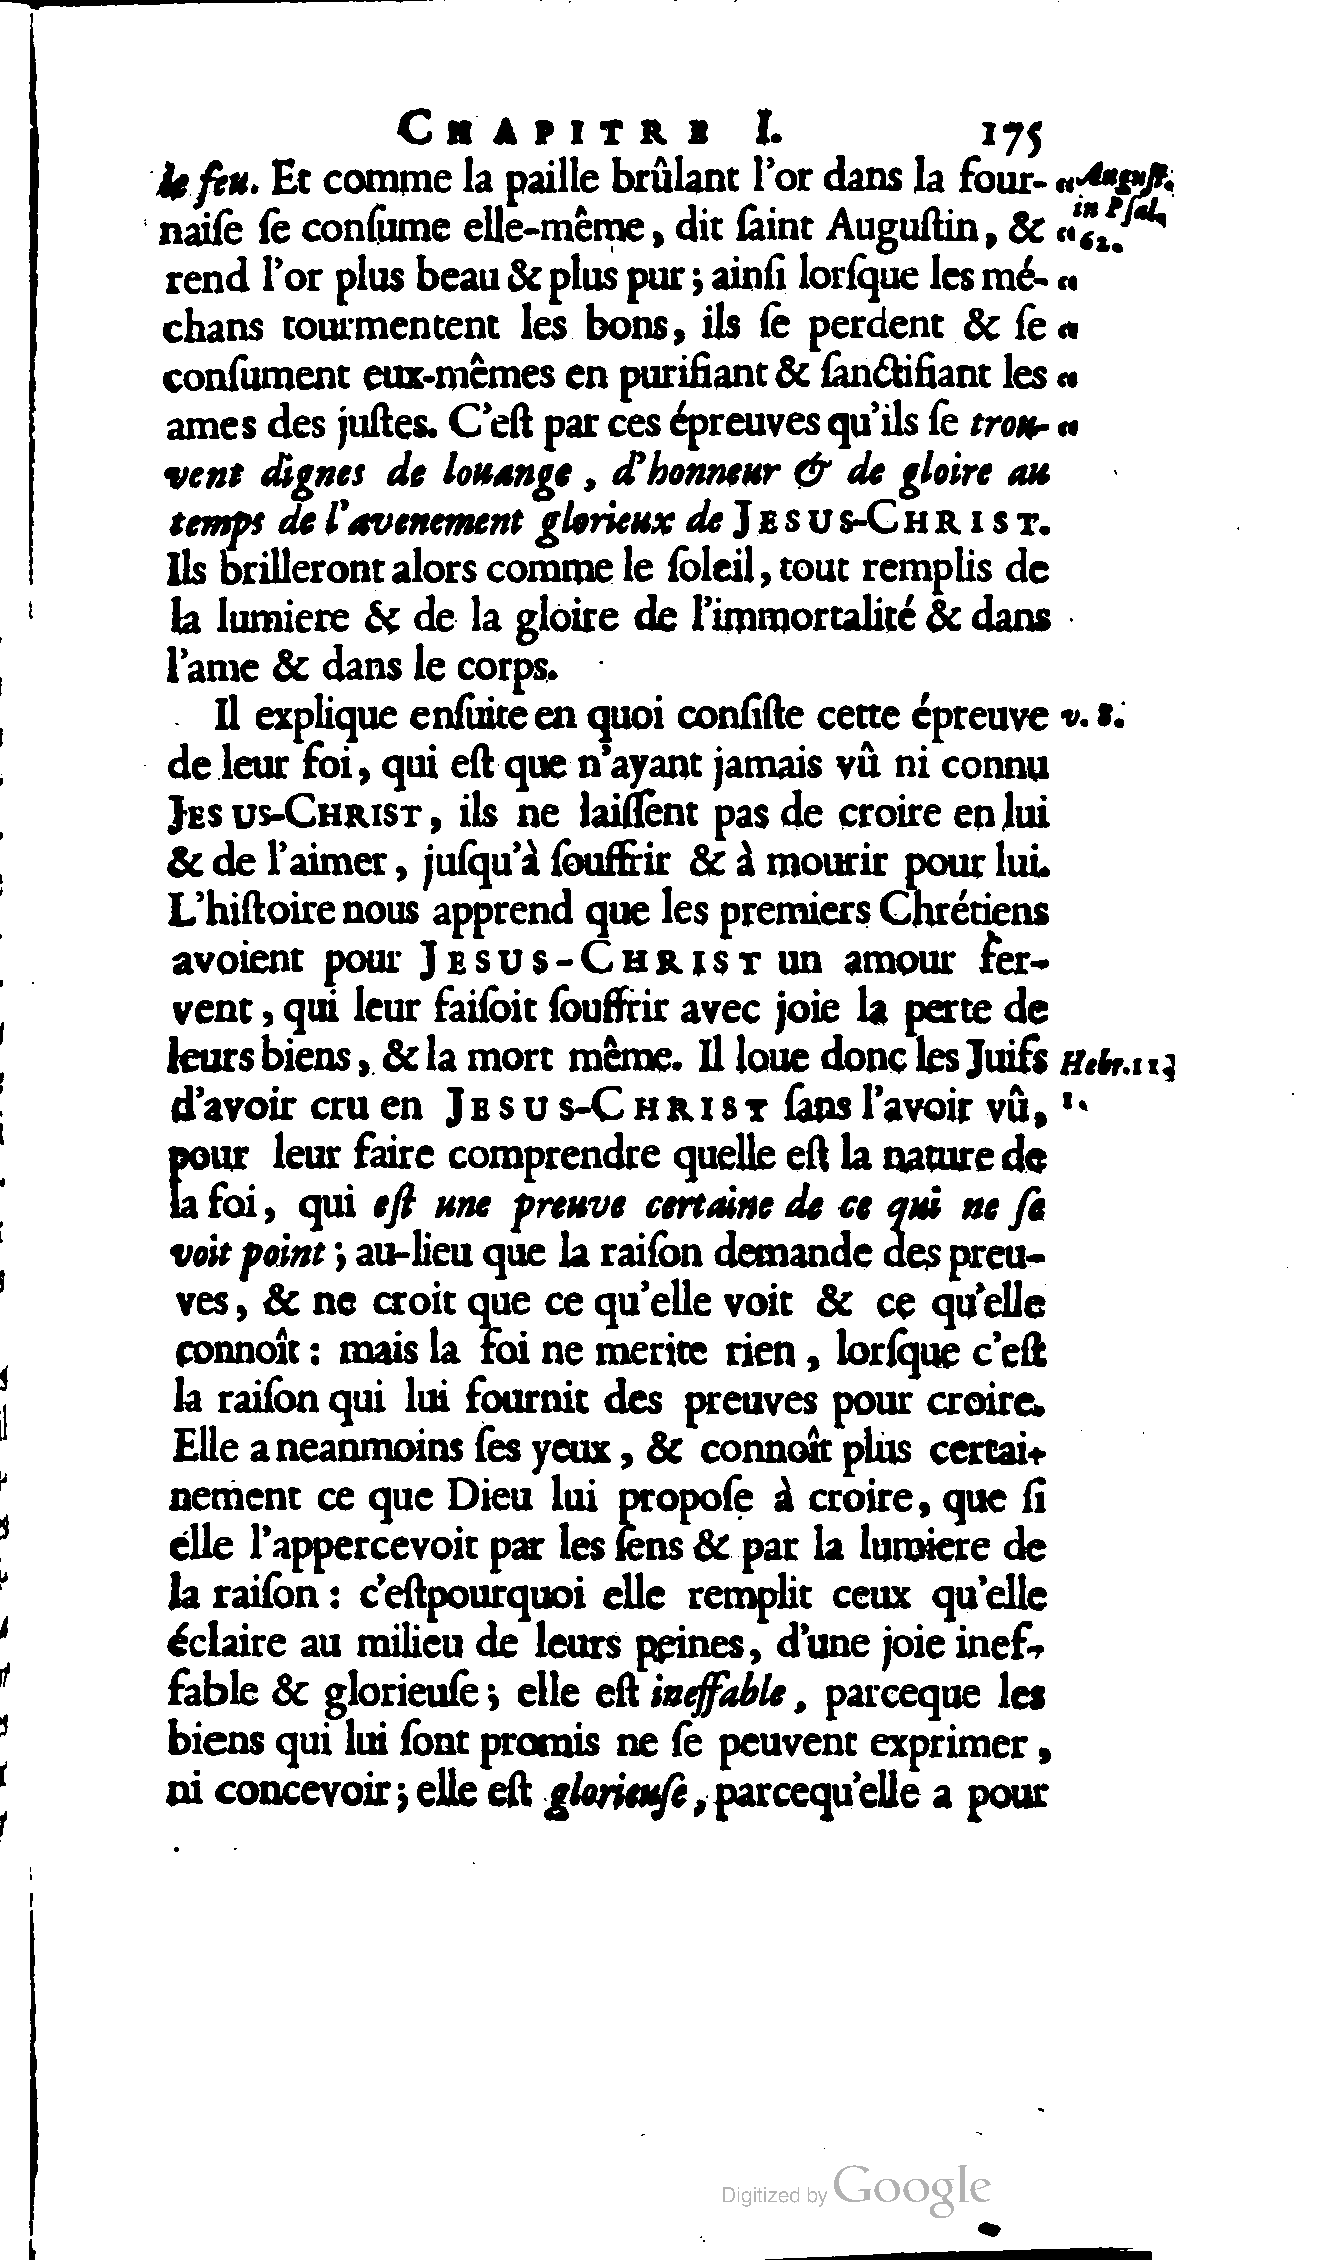 CHAPITRE I. 175
le feu. Et comme la paille brûlant l'or dans la four- « August.
naiſe ſe conſume elle-même, dit ſaint Auguſtin, & « in Pſal. 62.
rend l'or plus beau & plus pur; ainſi lorſque les mé- «
chans tourmentent les bons, ils ſe perdent & ſe «
conſument eux-mêmes en purifiant & ſanctifiant les «
ames des juſtes. C'eſt par ces épreuves qu'ils ſe trou- «
vent dignes de louange, d'honneur & de gloire au
temps de l'avenement glorieux de JESUS-CHRIST.
Ils brilleront alors comme le ſoleil, tout remplis de
la lumiere & de la gloire de l'immortalité & dans
l'ame & dans le corps.
Il explique enſuite en quoi conſiſte cette épreuve v. 8.
de leur foi, qui eſt que n'ayant jamais vû ni connu
JESUS-CHRIST, ils ne laiſſent pas de croire en lui
& de l'aimer, juſqu'à ſouffrir & à mourir pour lui.
L'hiſtoire nous apprend que les premiers Chrétiens
avoient pour JESUS-CHRIST un amour fer-
vent, qui leur faiſoit ſouffrir avec joie la perte de
leurs biens, & la mort même. Il loue donc les Juifs Hebr. 11.
d'avoir cru en JESUS-CHRIST ſans l'avoir vû, 1.
pour leur faire comprendre quelle eſt la nature de
la foi, qui eſt une preuve certaine de ce qui ne ſe
voit point; au-lieu que la raiſon demande des preu-
ves, & ne croit que ce qu'elle voit & ce qu'elle
connoît: mais la foi ne merite rien, lorſque c'eſt
la raiſon qui lui fournit des preuves pour croire.
Elle a neanmoins ſes yeux, & connoît plus certai-
nement ce que Dieu lui propoſe à croire, que ſi
elle l'appercevoit par les ſens & par la lumiere de
la raiſon: c'eſtpourquoi elle remplit ceux qu'elle
éclaire au milieu de leurs peines, d'une joie inef-
fable & glorieuſe; elle eſt ineffable, parceque les
biens qui lui ſont promis ne ſe peuvent exprimer,
ni concevoir; elle eſt glorieuſe, parcequ'elle a pour
Digitized by Google